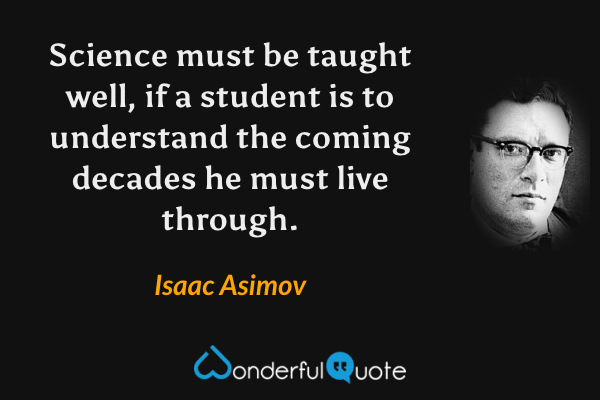 Science must be taught
well, if a student is to
understand the coming
decades he must live
through.
Isaac Asimov
WonderfulQuote